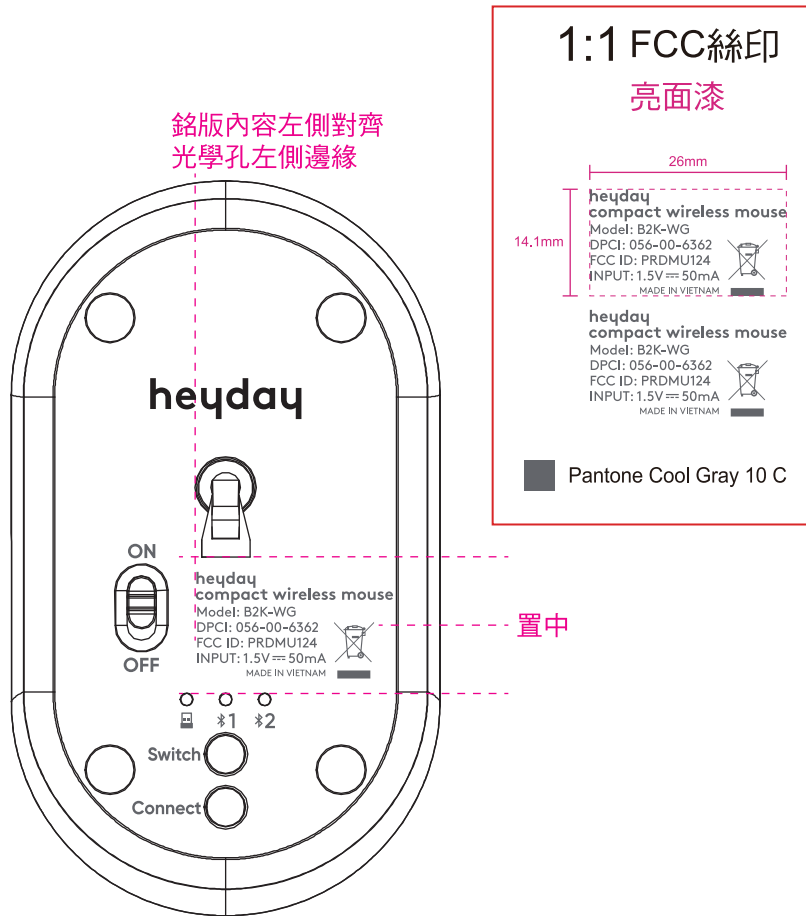 1:1 FCC絲印
亮面漆
26mm
14.1mm
heyday
compact wireless mouse
Model: B2K-WG
DPCI: 056-00-6362
FCC ID: PRDMU124
INPUT: 1.5V⎓50mA
MADE IN VIETNAM
heyday
compact wireless mouse
Model: B2K-WG
DPCI: 056-00-6362
FCC ID: PRDMU124
INPUT: 1.5V⎓50mA
MADE IN VIETNAM
Pantone Cool Gray 10 C
銘版內容左側對齊
光學孔左側邊緣
heyday
ON
OFF
heyday
compact wireless mouse
Model: B2K-WG
DPCI: 056-00-6362
FCC ID: PRDMU124
INPUT: 1.5V⎓50mA
MADE IN VIETNAM
置中
1 2
Switch
Connect